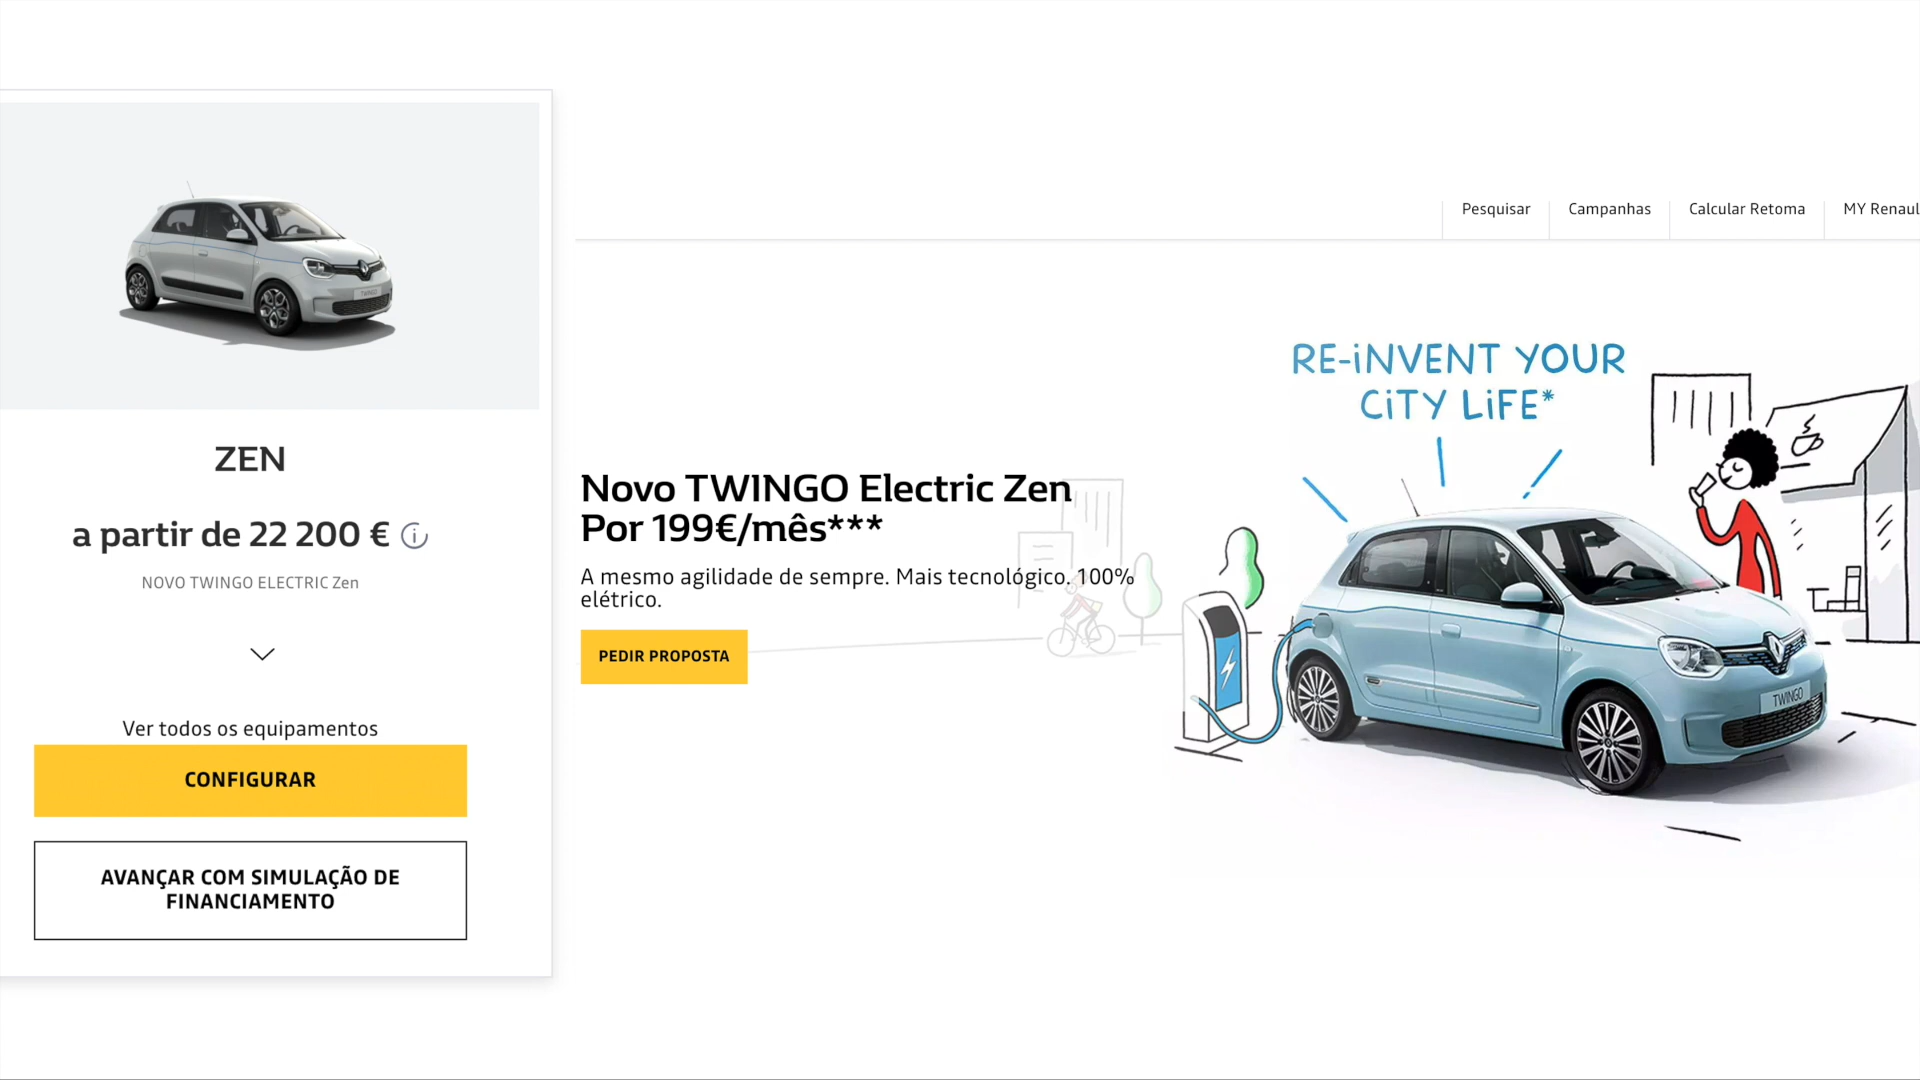 ZEN
a partir de 22 200 €
NOVO TWINGO ELECTRIC Zen
Ver todos os equipamentos
CONFIGURAR
AVANÇAR COM SIMULAÇÃO DE
FINANCIAMENTO
Pesquisar
Campanhas
Calcular Retoma
MY Renaul
RE-iNVENT YOUR
CiTY LiFE*
Novo TWINGO Electric Zen
Por 199€/mês***
A mesmo agilidade de sempre. Mais tecnológico. 100%
elétrico.
PEDIR PROPOSTA
TWINGO
TWINGO